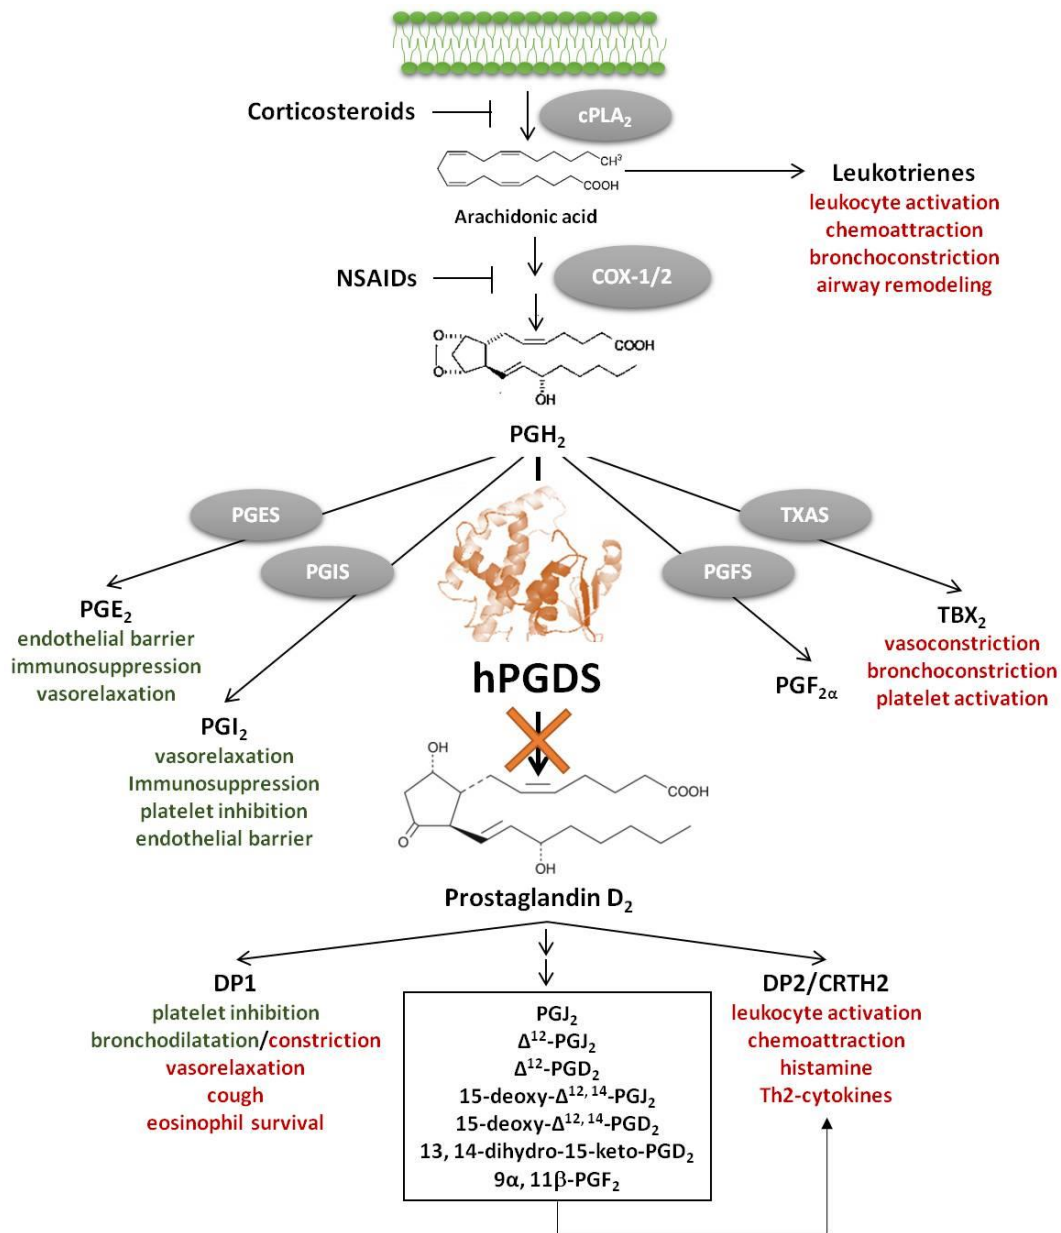 Corticosteroids
cPLA₂
CH³
COOH
Arachidonic acid
Leukotrienes
leukocyte activation
chemoattraction
bronchoconstriction
airway remodeling
NSAIDs
COX-1/2
O
O
COOH
OH
PGH₂
PGES
PGIS
TXAS
PGFS
PGE₂
endothelial barrier
immunosuppression
vasorelaxation
PGI₂
vasorelaxation
Immunosuppression
platelet inhibition
endothelial barrier
hPGDS
PGF₂α
TBX₂
vasoconstriction
bronchoconstriction
platelet activation
OH
COOH
O
OH
Prostaglandin D₂
DP1
platelet inhibition
bronchodilatation/constriction
vasorelaxation
cough
eosinophil survival
PGJ₂
Δ¹²-PGJ₂
Δ¹²-PGD₂
15-deoxy-Δ¹²,¹⁴-PGJ₂
15-deoxy-Δ¹²,¹⁴-PGD₂
13, 14-dihydro-15-keto-PGD₂
9α, 11β-PGF₂
DP2/CRTH2
leukocyte activation
chemoattraction
histamine
Th2-cytokines